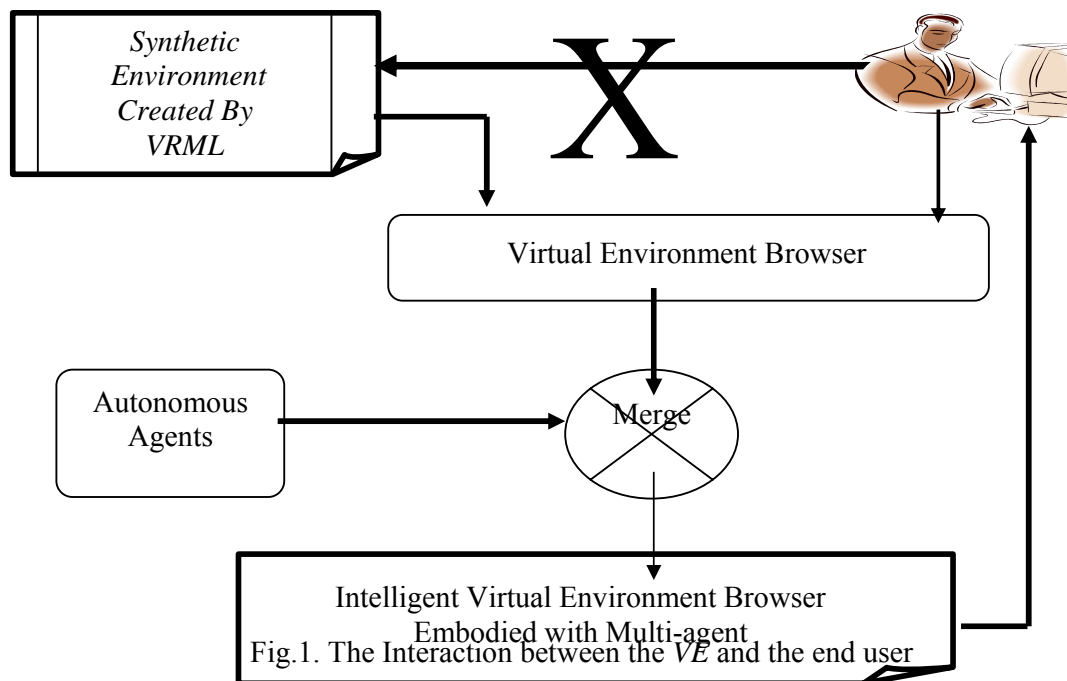 Synthetic
Environment
Created By
VRML
X
Virtual Environment Browser
Autonomous
Agents
Merge
Intelligent Virtual Environment Browser
Embodied with Multi-agent
Fig.1. The Interaction between the VE and the end user